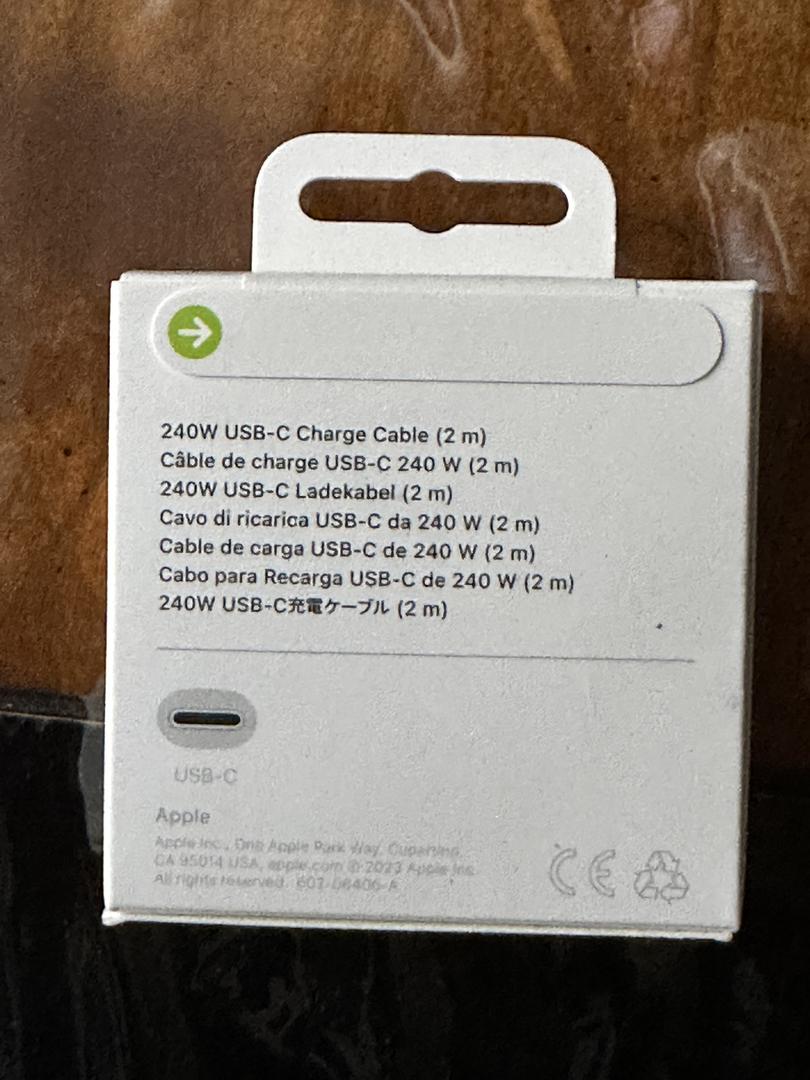 240W USB-C Charge Cable (2 m)
Câble de charge USB-C 240 W (2 m)
240W USB-C Ladekabel (2 m)
Cavo di ricarica USB-C da 240 W (2 m)
Cable de carga USB-C de 240 W (2 m)
Cabo para Recarga USB-C de 240 W (2 m)
240W USB-C充電ケーブル (2 m)
USB-C
Apple
Apple Inc., One Apple Park Way, Cupertino,
CA 95014 USA, apple.com © 2023 Apple Inc.
All rights reserved. 607-06406-A
CE